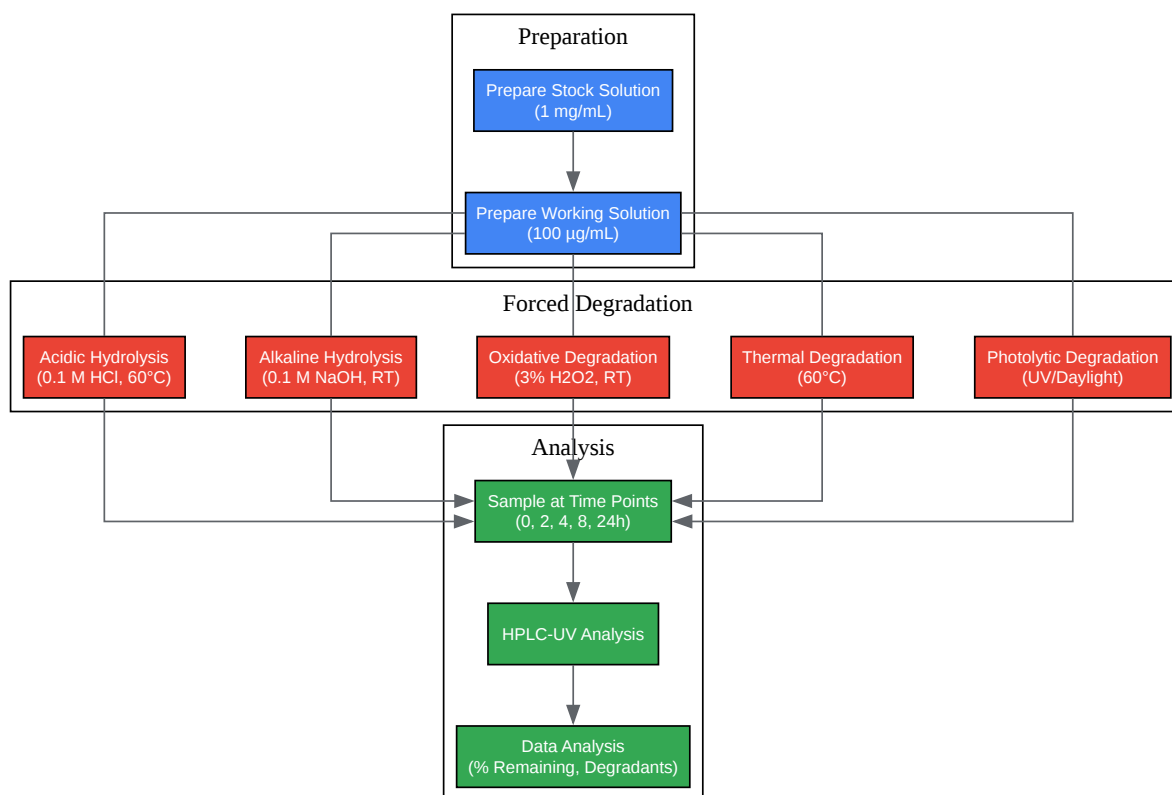 Preparation
Prepare Stock Solution
(1 mg/mL)
Prepare Working Solution
(100 µg/mL)
Forced Degradation
Acidic Hydrolysis
(0.1 M HCl, 60°C)
Alkaline Hydrolysis
(0.1 M NaOH, RT)
Oxidative Degradation
(3% H2O2, RT)
Thermal Degradation
(60°C)
Photolytic Degradation
(UV/Daylight)
Analysis
Sample at Time Points
(0, 2, 4, 8, 24h)
HPLC-UV Analysis
Data Analysis
(% Remaining, Degradants)